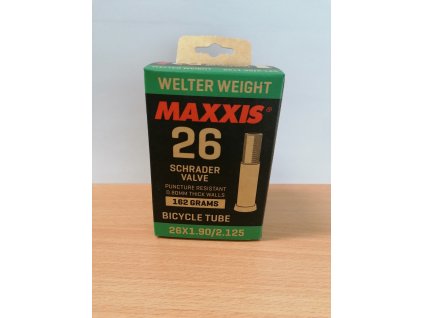 WELTER WEIGHT
MAXXIS®
26
SCHRADER
VALVE
PUNCTURE RESISTANT
0.80MM THICK WALLS
162 GRAMS
BICYCLE TUBE
26X1.90/2.125